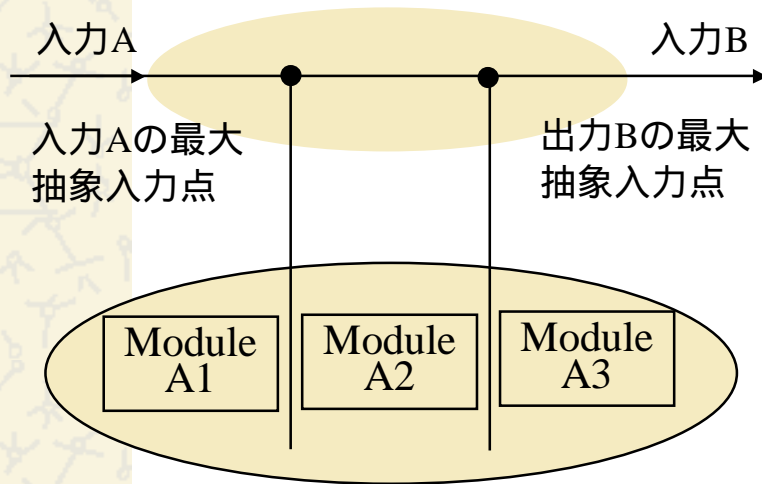 入力A
入力B
入力Aの最大
抽象入力点
出力Bの最大
抽象入力点
Module
A1
Module
A2
Module
A3